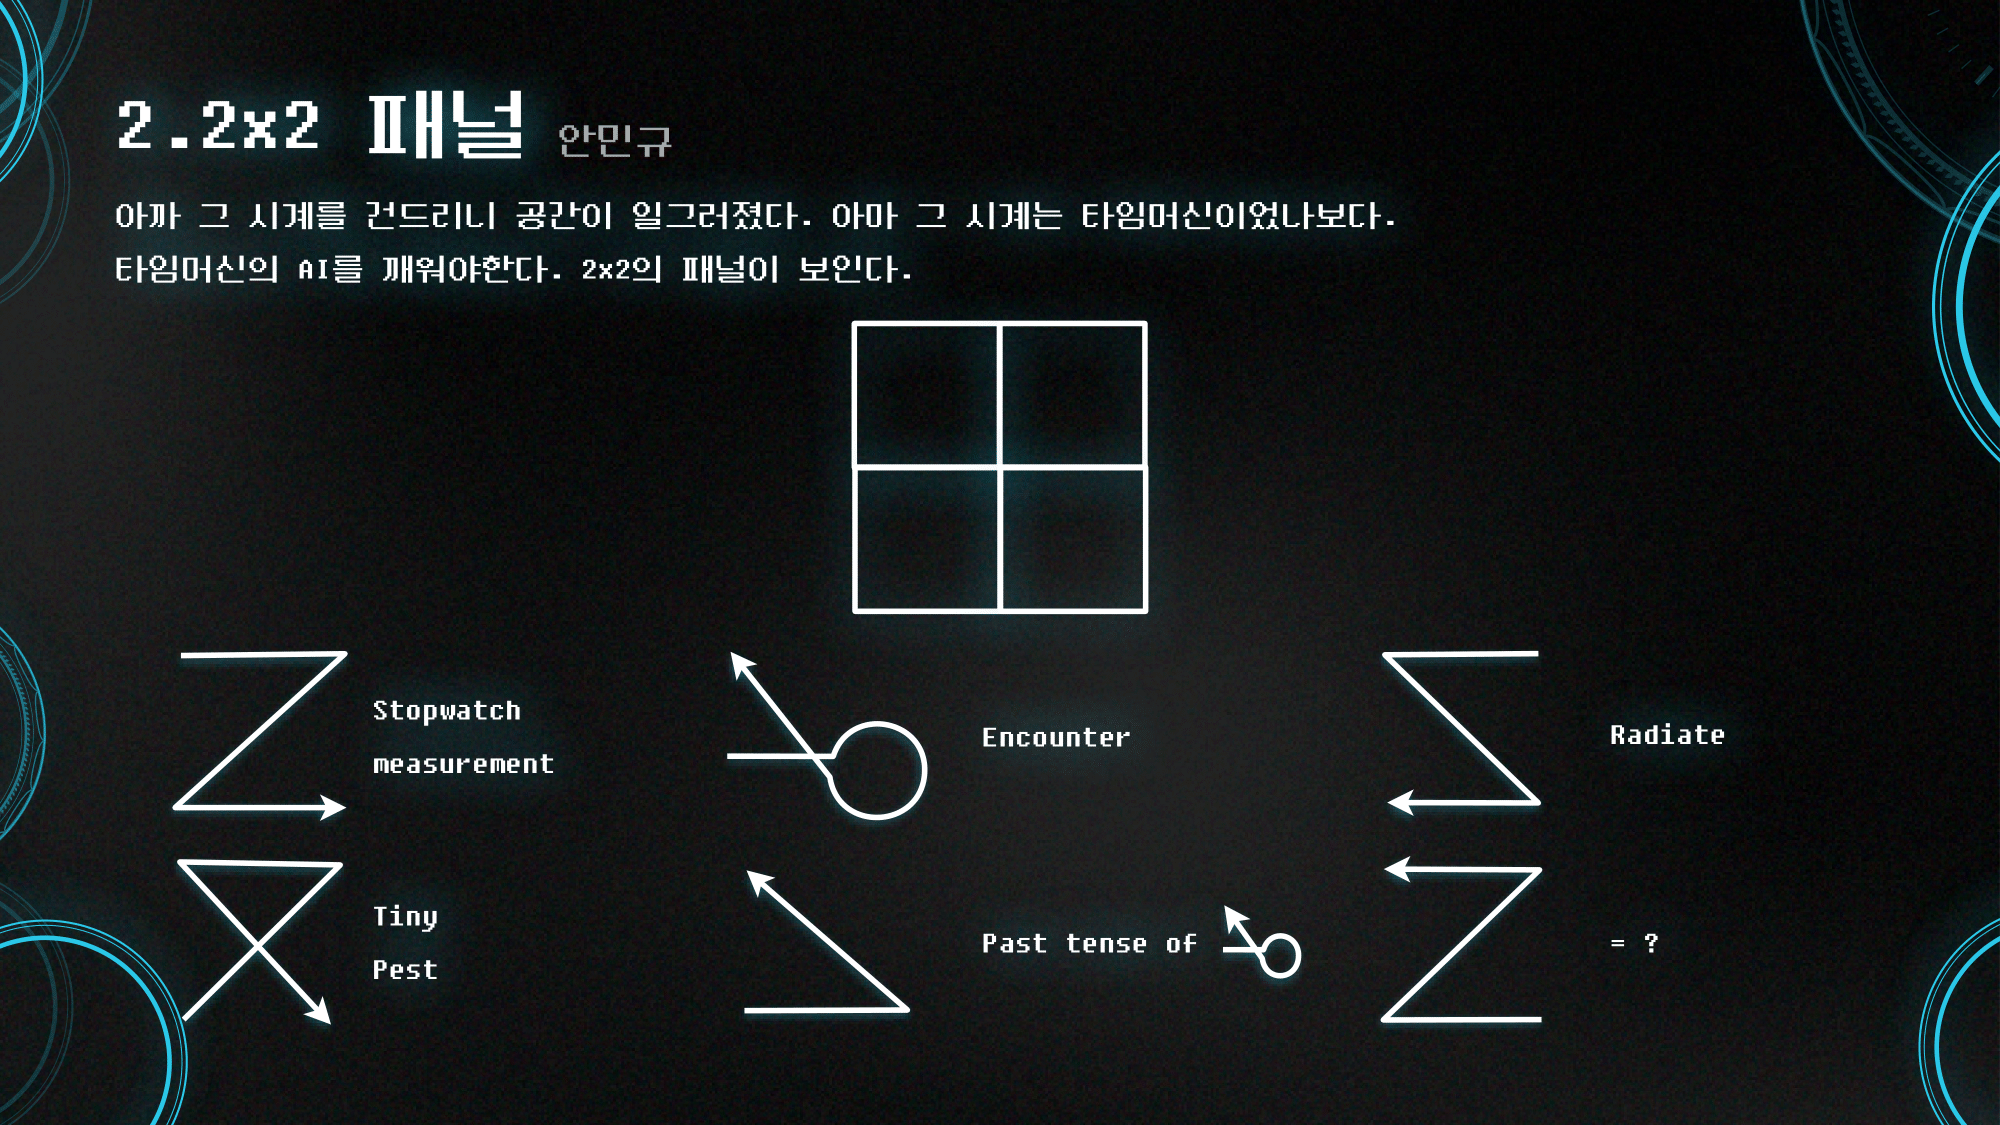 2.2x2 패널 안민규
아까 그 시계를 건드리니 공간이 일그러졌다. 아마 그 시계는 타임머신이었나보다.
타임머신의 AI를 깨워야한다. 2x2의 패널이 보인다.
Stopwatch
measurement
Encounter
Radiate
Tiny
Pest
Past tense of
= ?